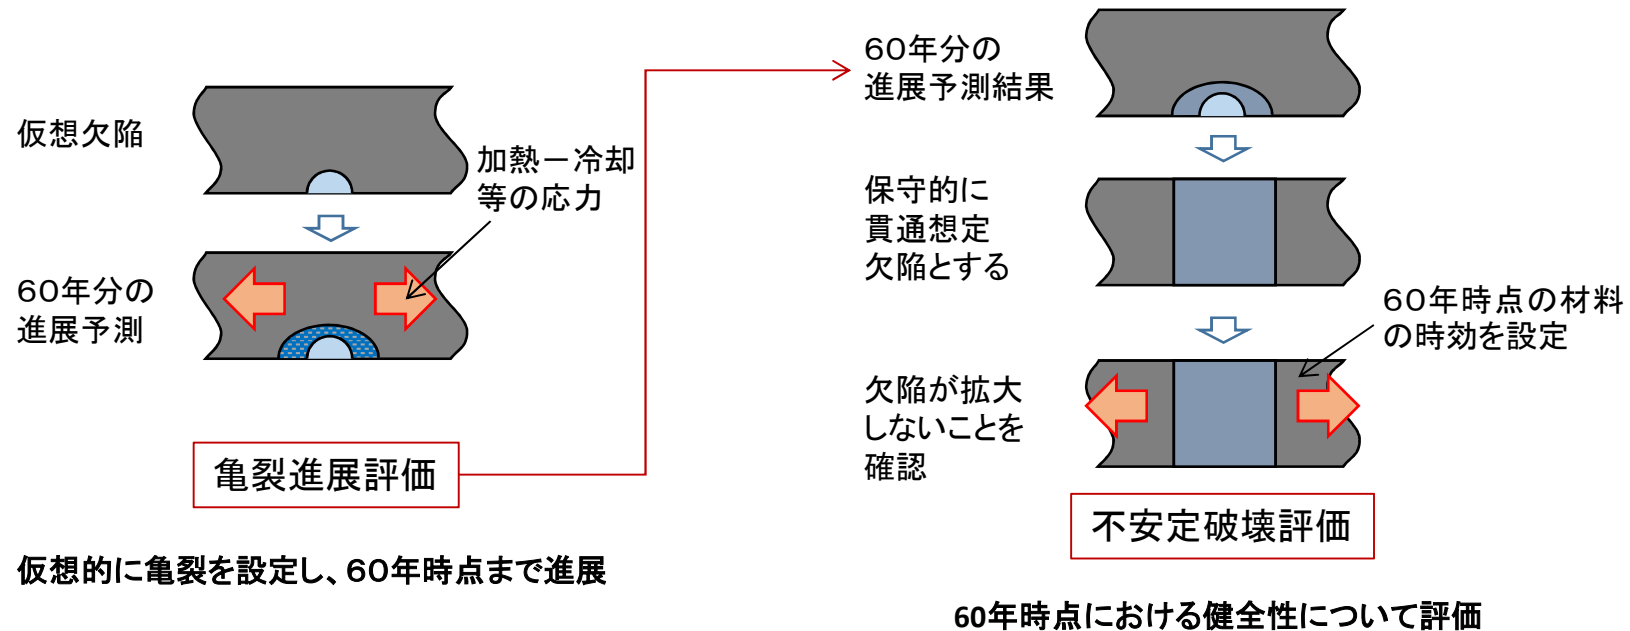 仮想欠陥
加熱－冷却
等の応力
６０年分の
進展予測
亀裂進展評価
仮想的に亀裂を設定し、６０年時点まで進展
６０年分の
進展予測結果
保守的に
貫通想定
欠陥とする
６０年時点の材料
の時効を設定
欠陥が拡大
しないことを
確認
不安定破壊評価
60年時点における健全性について評価